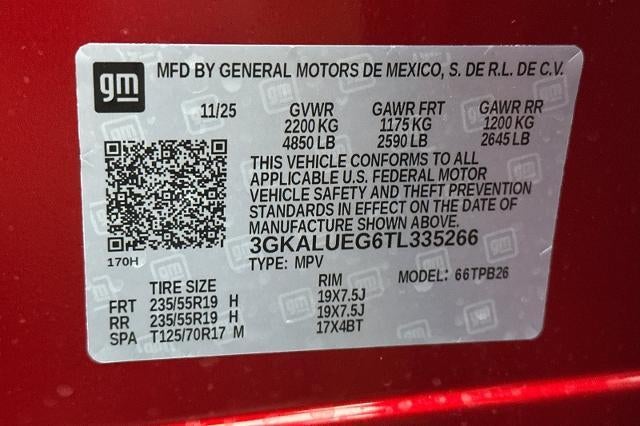 gm MFD BY GENERAL MOTORS DE MEXICO, S. DE R.L. DE C.V.
11/25 GVWR GAWR FRT GAWR RR
2200 KG 1175 KG 1200 KG
4850 LB 2590 LB 2645 LB
THIS VEHICLE CONFORMS TO ALL
APPLICABLE U.S. FEDERAL MOTOR
VEHICLE SAFETY AND THEFT PREVENTION
STANDARDS IN EFFECT ON THE DATE OF
MANUFACTURE SHOWN ABOVE.
3GKALUEG6TL335266
170H TYPE: MPV MODEL: 66TPB26
TIRE SIZE RIM
FRT 235/55R19 H 19X7.5J
RR 235/55R19 H 19X7.5J
SPA T125/70R17 M 17X4BT